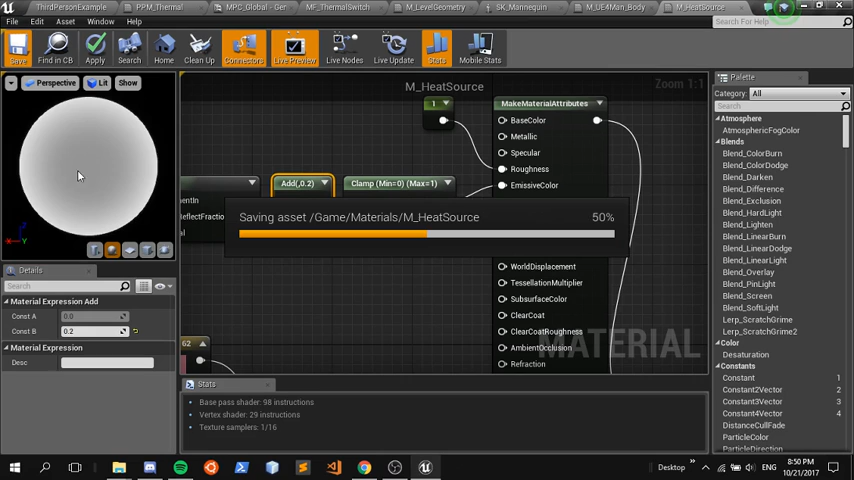 ThirdPersonExample
PPM_Thermal
MPC_Global - Gen
MF_ThermalSwitch
M_LevelGeometry
SK_Mannequin
M_UE4Man_Body
M_HeatSource
File Edit Asset Window Help
Search For Help
Save
Find in CB
Apply
Search
Home
Clean Up
Connectors
Live Preview
Live Nodes
Live Update
Stats
Mobile Stats
Perspective
Lit
Show
M_HeatSource
Zoom 1:1
1
MakeMaterialAttributes
BaseColor
Metallic
Specular
Roughness
EmissiveColor
Add(,0.2)
Clamp (Min=0) (Max=1)
nentIn
ReflectFraction
al
Saving asset /Game/Materials/M_HeatSource
50%
WorldDisplacement
TessellationMultiplier
SubsurfaceColor
ClearCoat
ClearCoatRoughness
AmbientOcclusion
Refraction
62
MATERIAL
Details
Search
Material Expression Add
Const A 0.0
Const B 0.2
Material Expression
Desc
Stats
Base pass shader: 98 instructions
Vertex shader: 29 instructions
Texture samplers: 1/16
Palette
Category: All
Search
Atmosphere
AtmosphericFogColor
Blends
Blend_ColorBurn
Blend_ColorDodge
Blend_Darken
Blend_Difference
Blend_Exclusion
Blend_HardLight
Blend_Lighten
Blend_LinearBurn
Blend_LinearDodge
Blend_LinearLight
Blend_Overlay
Blend_PinLight
Blend_Screen
Blend_SoftLight
Lerp_ScratchGrime
Lerp_ScratchGrime2
Color
Desaturation
Constants
Constant 1
Constant2Vector 2
Constant3Vector 3
Constant4Vector 4
DistanceCullFade
ParticleColor
Desktop
ENG
8:50 PM
10/21/2017